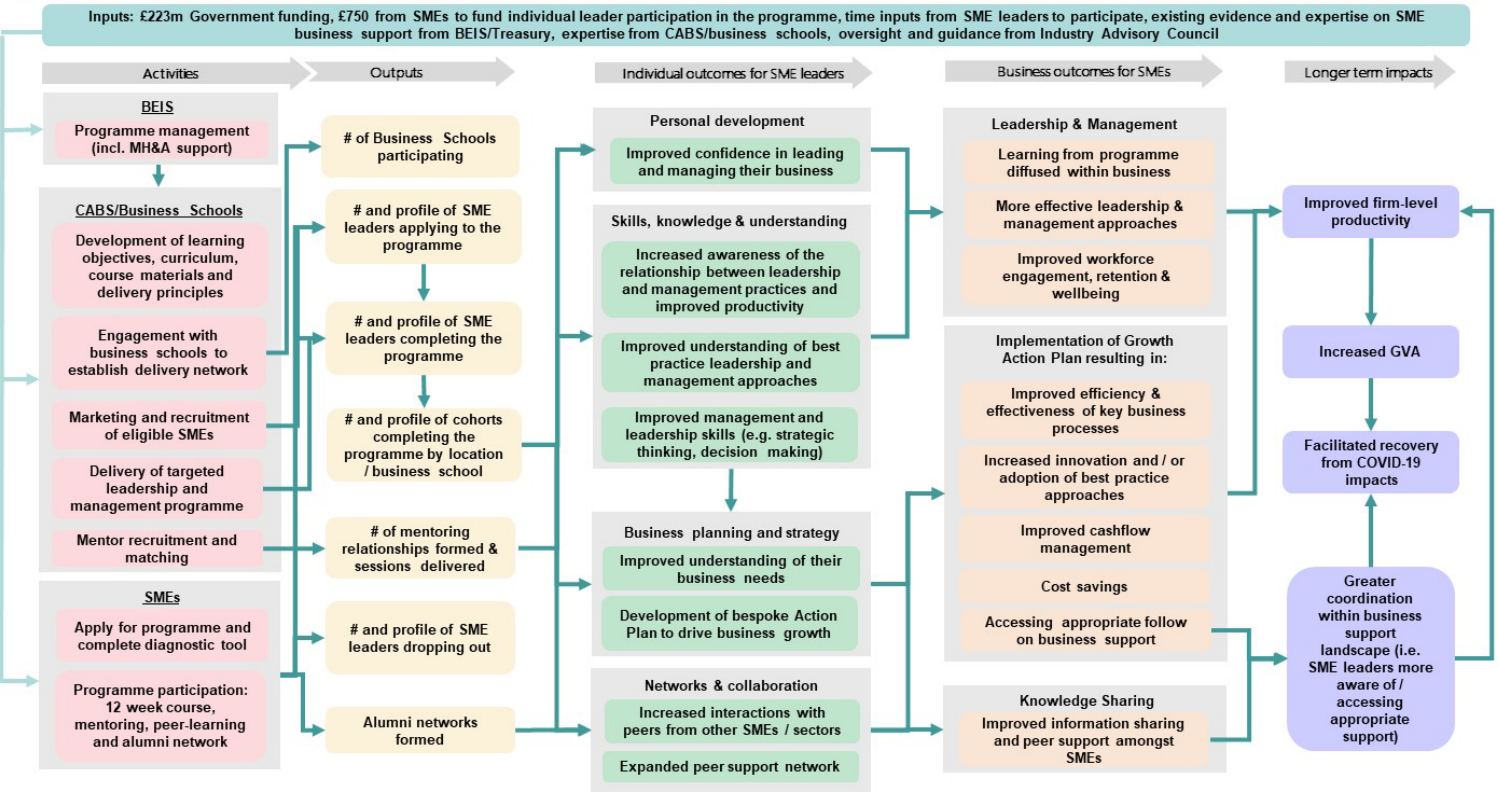 Inputs: £223m Government funding, £750 from SMEs to fund individual leader participation in the programme, time inputs from SME leaders to participate, existing evidence and expertise on SME
business support from BEIS/Treasury, expertise from CABS/business schools, oversight and guidance from Industry Advisory Council
Activities
Outputs
Individual outcomes for SME leaders
Business outcomes for SMEs
Longer term impacts
BEIS
Programme management
(incl. MH&A support)
CABS/Business Schools
Development of learning
objectives, curriculum,
course materials and
delivery principles
Engagement with
business schools to
establish delivery network
Marketing and recruitment
of eligible SMEs
Delivery of targeted
leadership and
management programme
Mentor recruitment and
matching
SMEs
Apply for programme and
complete diagnostic tool
Programme participation:
12 week course,
mentoring, peer-learning
and alumni network
# of Business Schools
participating
# and profile of SME
leaders applying to the
programme
# and profile of SME
leaders completing the
programme
# and profile of cohorts
completing the
programme by location
/ business school
# of mentoring
relationships formed &
sessions delivered
# and profile of SME
leaders dropping out
Alumni networks
formed
Personal development
Improved confidence in leading
and managing their business
Skills, knowledge & understanding
Increased awareness of the
relationship between leadership
and management practices and
improved productivity
Improved understanding of best
practice leadership and
management approaches
Improved management and
leadership skills (e.g. strategic
thinking, decision making)
Business planning and strategy
Improved understanding of their
business needs
Development of bespoke Action
Plan to drive business growth
Networks & collaboration
Increased interactions with
peers from other SMEs / sectors
Expanded peer support network
Leadership & Management
Learning from programme
diffused within business
More effective leadership &
management approaches
Improved workforce
engagement, retention &
wellbeing
Implementation of Growth
Action Plan resulting in:
Improved efficiency &
effectiveness of key business
processes
Increased innovation and / or
adoption of best practice
approaches
Improved cashflow
management
Cost savings
Accessing appropriate follow
on business support
Knowledge Sharing
Improved information sharing
and peer support amongst
SMEs
Improved firm-level
productivity
Increased GVA
Facilitated recovery
from COVID-19
impacts
Greater
coordination
within business
support
landscape (i.e.
SME leaders more
aware of /
accessing
appropriate
support)